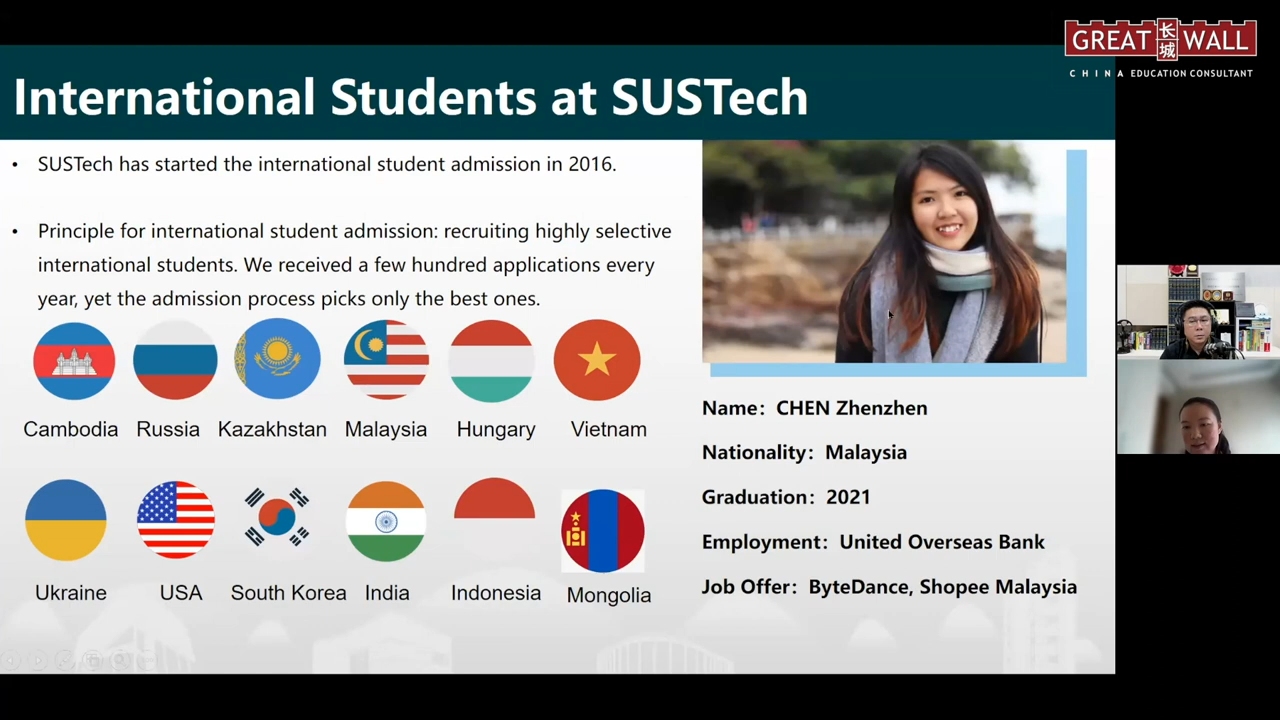 GREAT 长城 WALL
CHINA EDUCATION CONSULTANT
International Students at SUSTech
• SUSTech has started the international student admission in 2016.
• Principle for international student admission: recruiting highly selective
international students. We received a few hundred applications every
year, yet the admission process picks only the best ones.
Cambodia Russia Kazakhstan Malaysia Hungary Vietnam
Ukraine USA South Korea India Indonesia Mongolia
Name：CHEN Zhenzhen
Nationality：Malaysia
Graduation：2021
Employment：United Overseas Bank
Job Offer：ByteDance, Shopee Malaysia